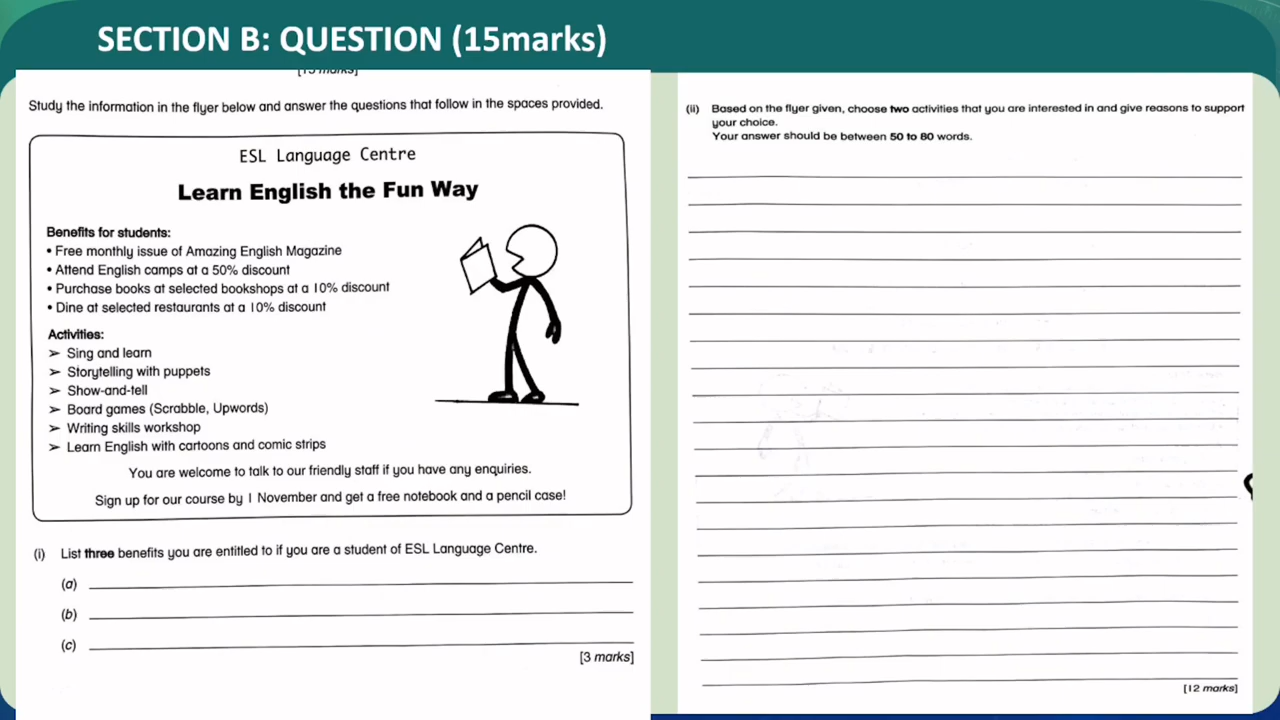 SECTION B: QUESTION (15marks)
[15 marks]
Study the information in the flyer below and answer the questions that follow in the spaces provided.
ESL Language Centre
Learn English the Fun Way
Benefits for students:
• Free monthly issue of Amazing English Magazine
• Attend English camps at a 50% discount
• Purchase books at selected bookshops at a 10% discount
• Dine at selected restaurants at a 10% discount
Activities:
➢ Sing and learn
➢ Storytelling with puppets
➢ Show-and-tell
➢ Board games (Scrabble, Upwords)
➢ Writing skills workshop
➢ Learn English with cartoons and comic strips
You are welcome to talk to our friendly staff if you have any enquiries.
Sign up for our course by 1 November and get a free notebook and a pencil case!
(i) List three benefits you are entitled to if you are a student of ESL Language Centre.
(a)
(b)
(c)
[3 marks]
(ii) Based on the flyer given, choose two activities that you are interested in and give reasons to support
your choice.
Your answer should be between 50 to 80 words.
[12 marks]